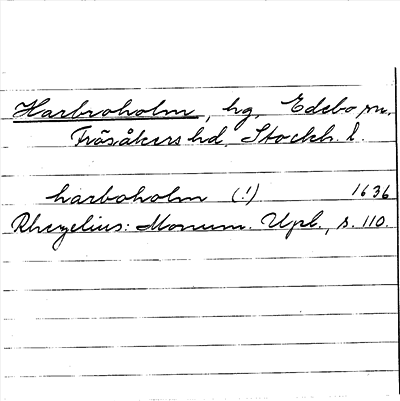 Harbroholm, hg, Edebo sn.
Frösåkers hd, Stockh. l.
harboholm (!) 1636
Rhezelius: Monum. Upl., s. 110.